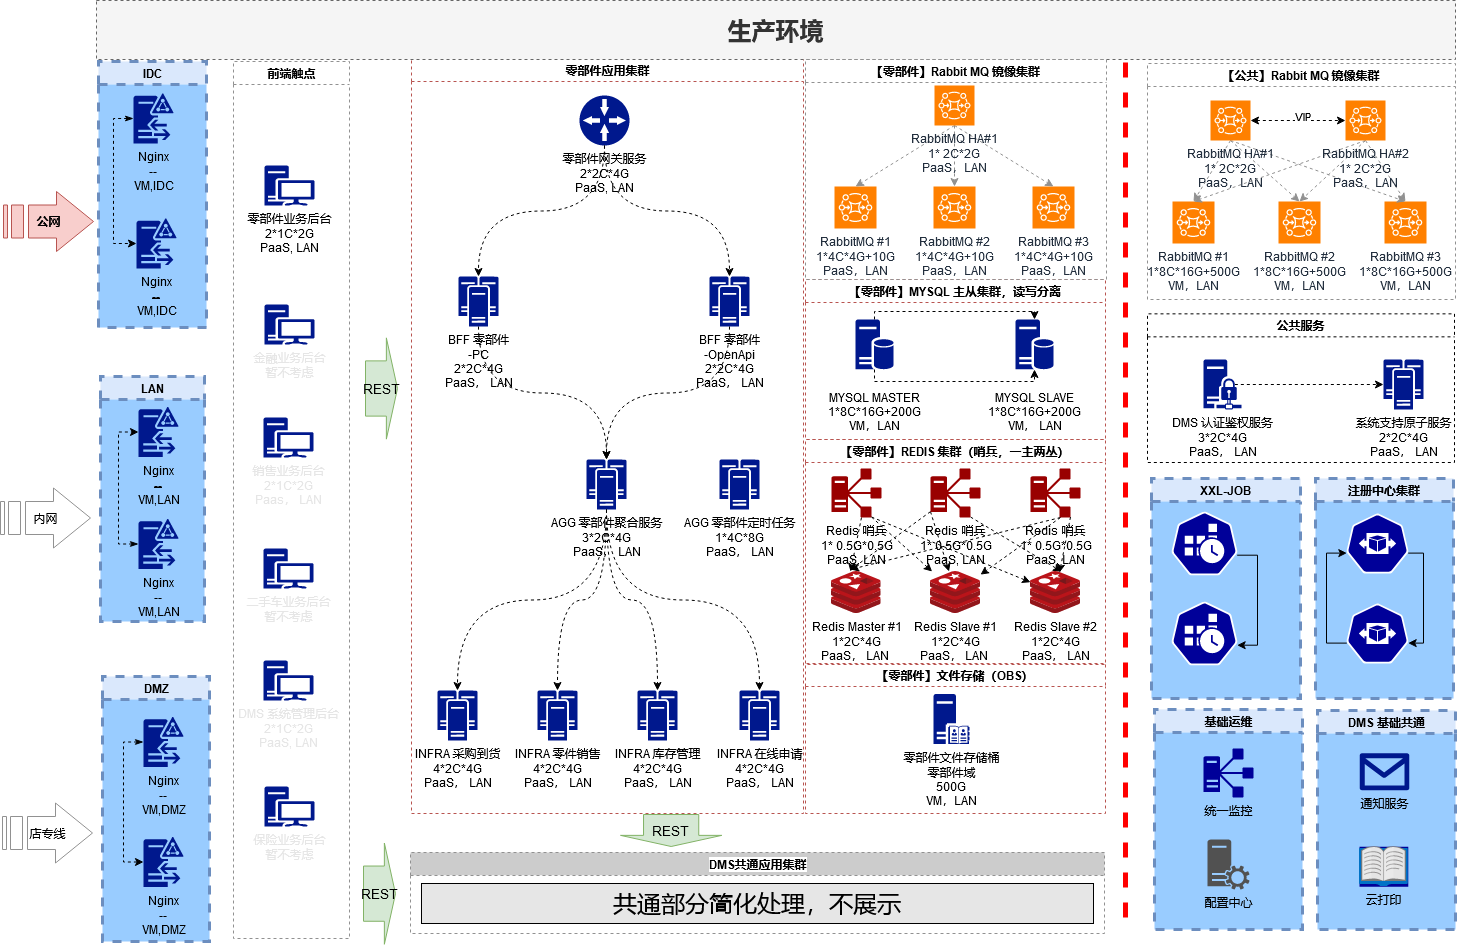 生产环境
公网
内网
店专线
IDC
Nginx
--
VM,IDC
Nginx
--
VM,IDC
LAN
Nginx
--
VM,LAN
Nginx
--
VM,LAN
DMZ
Nginx
--
VM,DMZ
Nginx
--
VM,DMZ
前端触点
零部件业务后台
2*1C*2G
PaaS, LAN
金融业务后台
暂不考虑
销售业务后台
2*1C*2G
Paas， LAN
二手车业务后台
暂不考虑
DMS 系统管理后台
2*1C*2G
PaaS, LAN
保险业务后台
暂不考虑
REST
REST
零部件应用集群
零部件网关服务
2*2C*4G
PaaS, LAN
BFF 零部件
-PC
2*2C*4G
PaaS， LAN
BFF 零部件
-OpenApi
2*2C*4G
PaaS， LAN
AGG 零部件聚合服务
3*2C*4G
PaaS， LAN
AGG 零部件定时任务
1*4C*8G
PaaS， LAN
INFRA 采购到货
4*2C*4G
PaaS， LAN
INFRA 零件销售
4*2C*4G
PaaS， LAN
INFRA 库存管理
4*2C*4G
PaaS， LAN
INFRA 在线申请
4*2C*4G
PaaS， LAN
REST
DMS共通应用集群
共通部分简化处理，不展示
【零部件】Rabbit MQ 镜像集群
RabbitMQ HA#1
1* 2C*2G
PaaS，LAN
RabbitMQ #1
1*4C*4G+10G
PaaS，LAN
RabbitMQ #2
1*4C*4G+10G
PaaS，LAN
RabbitMQ #3
1*4C*4G+10G
PaaS，LAN
【零部件】MYSQL 主从集群，读写分离
MYSQL MASTER
1*8C*16G+200G
VM，LAN
MYSQL SLAVE
1*8C*16G+200G
VM，LAN
【零部件】REDIS 集群（哨兵，一主两丛）
Redis 哨兵
1* 0.5G*0.5G
PaaS，LAN
Redis 哨兵
1* 0.5G*0.5G
PaaS，LAN
Redis 哨兵
1* 0.5G*0.5G
PaaS，LAN
Redis Master #1
1*2C*4G
PaaS， LAN
Redis Slave #1
1*2C*4G
PaaS， LAN
Redis Slave #2
1*2C*4G
PaaS， LAN
【零部件】文件存储（OBS）
零部件文件存储桶
零部件域
500G
VM，LAN
【公共】Rabbit MQ 镜像集群
VIP
RabbitMQ HA#1
1* 2C*2G
PaaS，LAN
RabbitMQ HA#2
1* 2C*2G
PaaS，LAN
RabbitMQ #1
1*8C*16G+500G
VM，LAN
RabbitMQ #2
1*8C*16G+500G
VM，LAN
RabbitMQ #3
1*8C*16G+500G
VM，LAN
公共服务
DMS 认证鉴权服务
3*2C*4G
PaaS， LAN
系统支持原子服务
2*2C*4G
PaaS， LAN
XXL-JOB
注册中心集群
基础运维
统一监控
配置中心
DMS 基础共通
通知服务
云打印